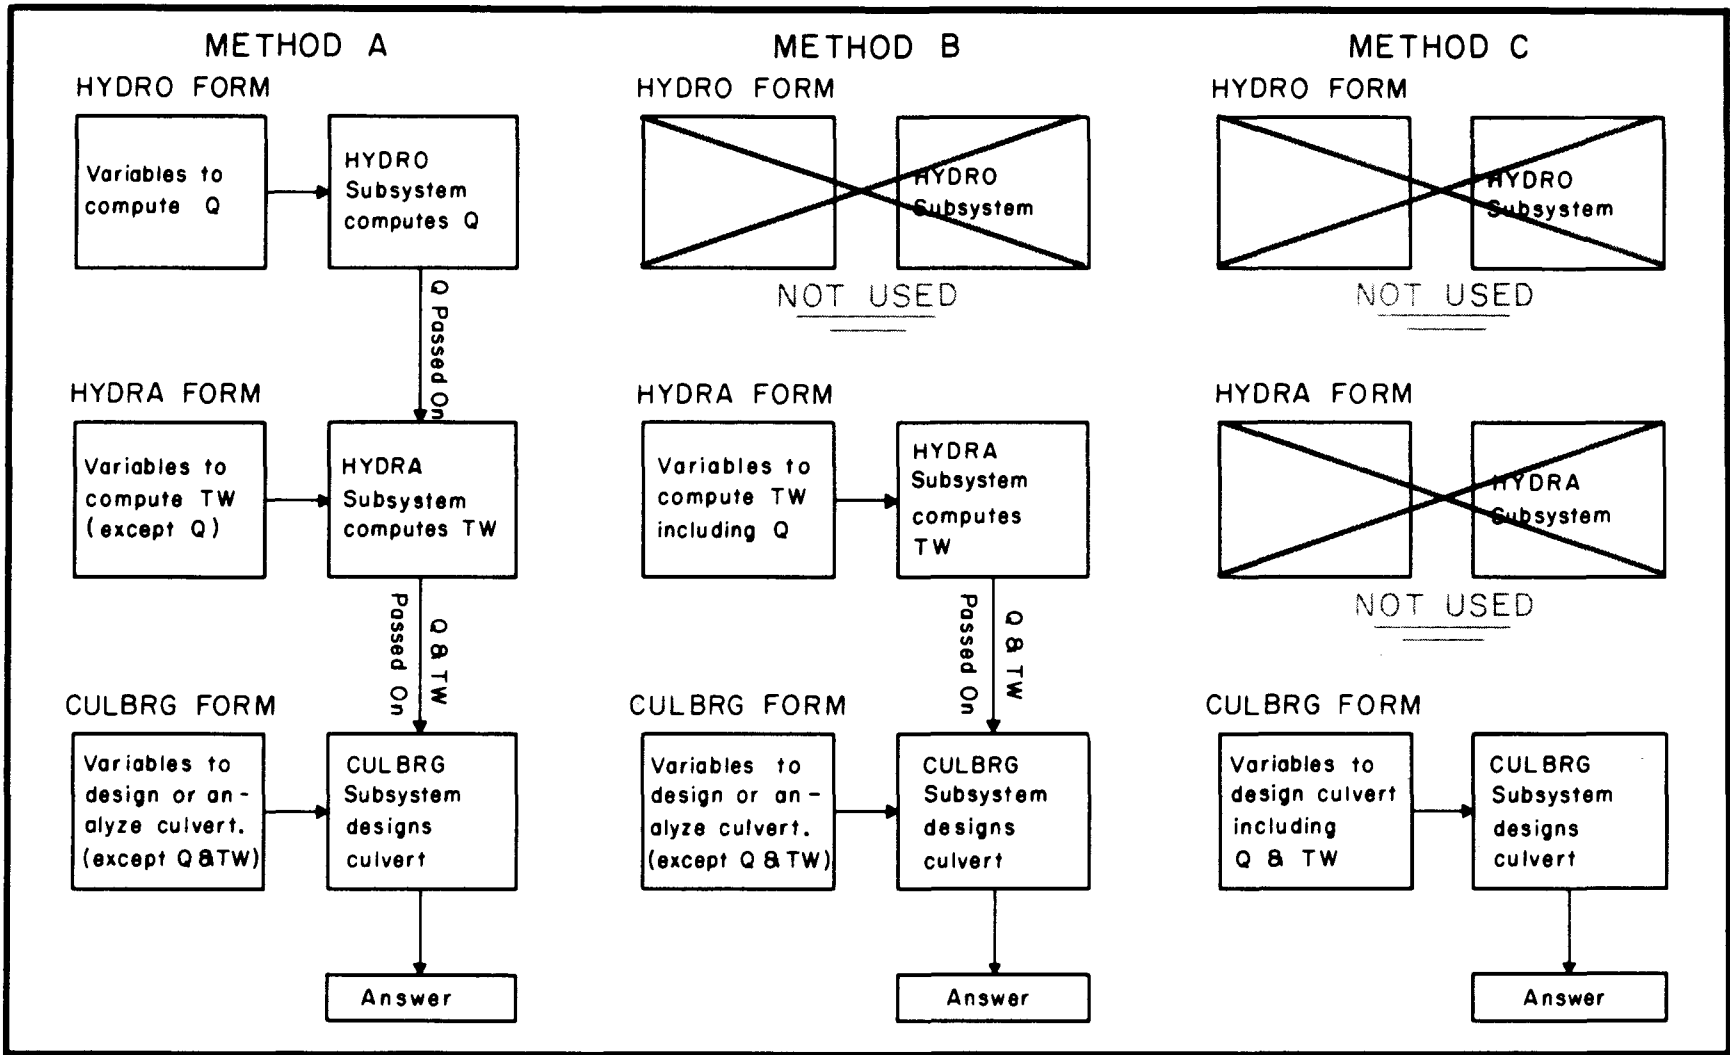 METHOD A
HYDRO FORM
Variables to
compute Q
HYDRO
Subsystem
computes Q
Q Passed On
HYDRA FORM
Variables to
compute TW
(except Q)
HYDRA
Subsystem
computes TW
Q & TW
Passed On
CULBRG FORM
Variables to
design or an-
alyze culvert.
(except Q & TW)
CULBRG
Subsystem
designs
culvert
Answer
METHOD B
HYDRO FORM
HYDRO
Subsystem
NOT USED
HYDRA FORM
Variables to
compute TW
including Q
HYDRA
Subsystem
computes
TW
Q & TW
Passed On
CULBRG FORM
Variables to
design or an-
alyze culvert.
(except Q & TW)
CULBRG
Subsystem
designs
culvert
Answer
METHOD C
HYDRO FORM
HYDRO
Subsystem
NOT USED
HYDRA FORM
HYDRA
Subsystem
NOT USED
CULBRG FORM
Variables to
design culvert
including
Q & TW
CULBRG
Subsystem
designs
culvert
Answer